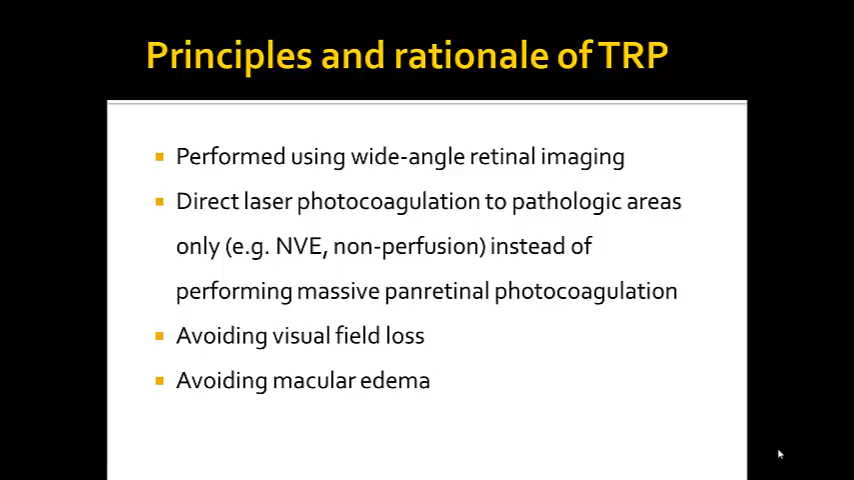 Principles and rationale of TRP
Performed using wide-angle retinal imaging
Direct laser photocoagulation to pathologic areas
only (e.g. NVE, non-perfusion) instead of
performing massive panretinal photocoagulation
Avoiding visual field loss
Avoiding macular edema